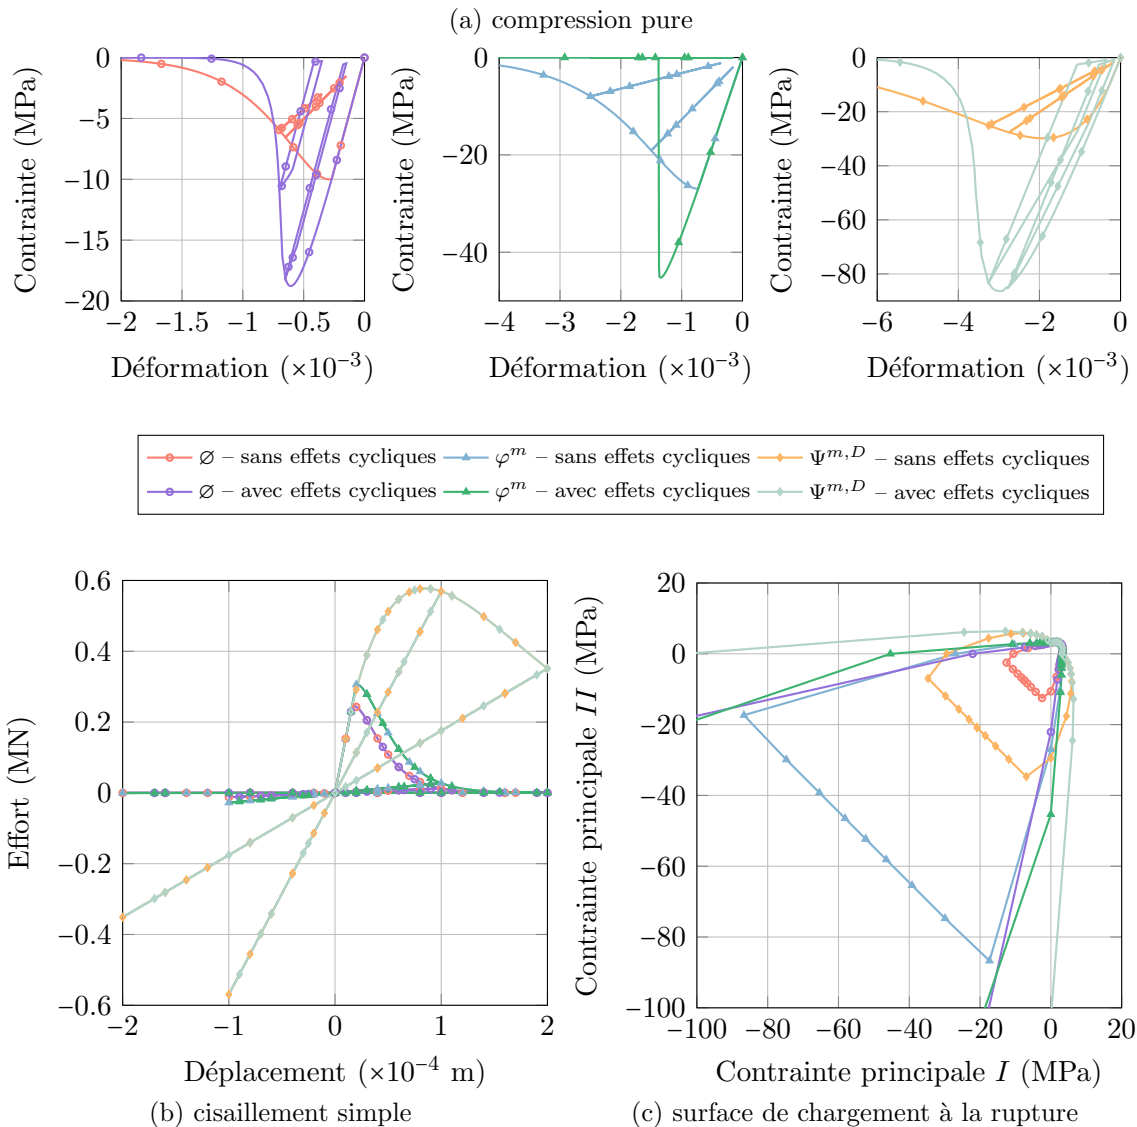 (a) compression pure
0
−5
−10
−15
−20
−2 −1.5 −1 −0.5 0
Contrainte (MPa)
Déformation (×10⁻³)
0
−20
−40
−4 −3 −2 −1 0
Contrainte (MPa)
Déformation (×10⁻³)
0
−20
−40
−60
−80
−6 −4 −2 0
Contrainte (MPa)
Déformation (×10⁻³)
∅ – sans effets cycliques φᵐ – sans effets cycliques Ψᵐ,ᴰ – sans effets cycliques
∅ – avec effets cycliques φᵐ – avec effets cycliques Ψᵐ,ᴰ – avec effets cycliques
0.6
0.4
0.2
0
−0.2
−0.4
−0.6
−2 −1 0 1 2
Effort (MN)
Déplacement (×10⁻⁴ m)
(b) cisaillement simple
20
0
−20
−40
−60
−80
−100
−100 −80 −60 −40 −20 0 20
Contrainte principale II (MPa)
Contrainte principale I (MPa)
(c) surface de chargement à la rupture